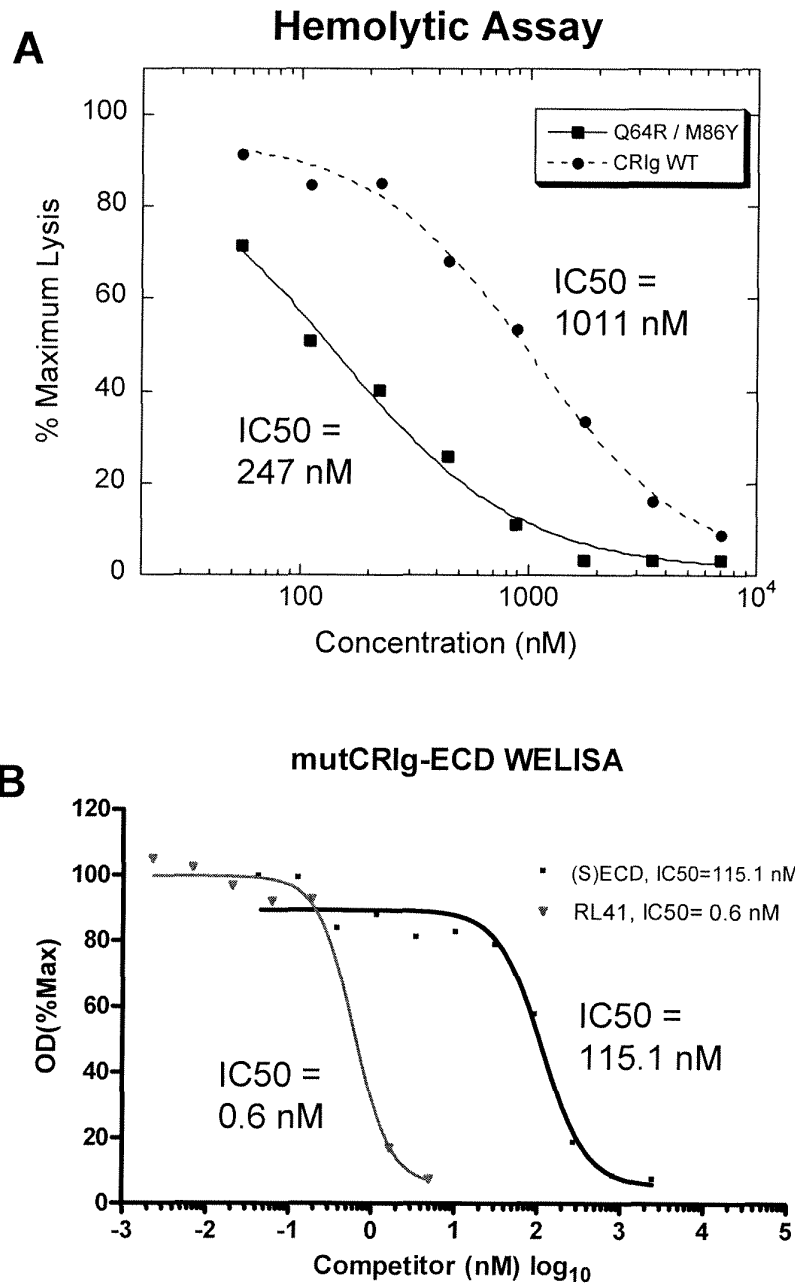 A
Hemolytic Assay
% Maximum Lysis
100
80
60
40
20
0
Q64R / M86Y
CRIg WT
IC50 =
1011 nM
IC50 =
247 nM
100
1000
10⁴
Concentration (nM)
B
mutCRIg-ECD WELISA
OD(%Max)
120
100
80
60
40
20
0
(S)ECD, IC50=115.1 nM
RL41, IC50= 0.6 nM
IC50 =
115.1 nM
IC50 =
0.6 nM
-3
-2
-1
0
1
2
3
4
5
Competitor (nM) log₁₀